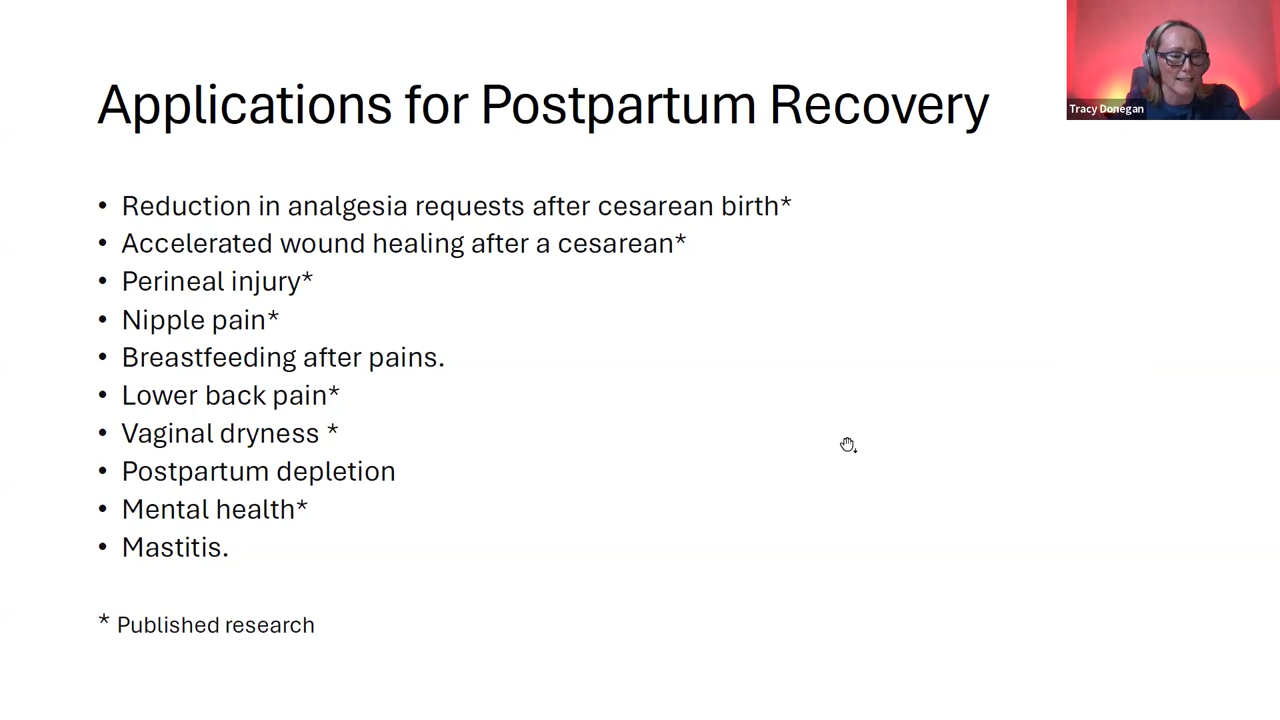 Applications for Postpartum Recovery
Tracy Donegan
• Reduction in analgesia requests after cesarean birth*
• Accelerated wound healing after a cesarean*
• Perineal injury*
• Nipple pain*
• Breastfeeding after pains.
• Lower back pain*
• Vaginal dryness *
• Postpartum depletion
• Mental health*
• Mastitis.
* Published research